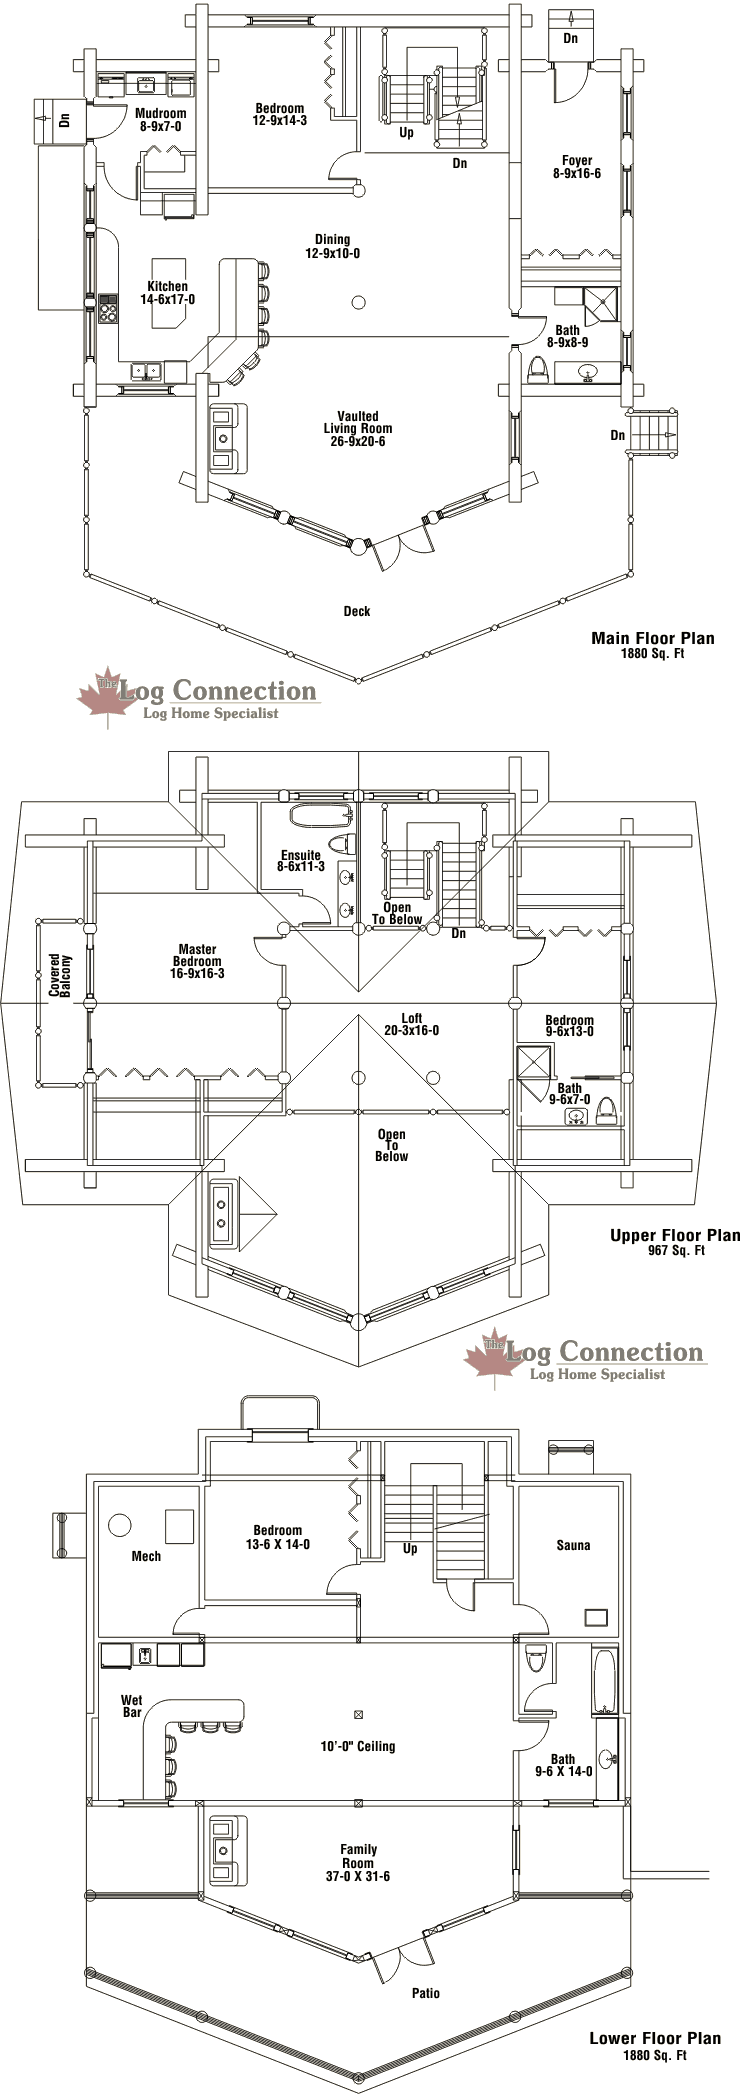 Dn
Dn
Mudroom
8-9x7-0
Bedroom
12-9x14-3
Up
Dn
Foyer
8-9x16-6
Dining
12-9x10-0
Kitchen
14-6x17-0
Bath
8-9x8-9
Vaulted
Living Room
26-9x20-6
Dn
Deck
Main Floor Plan
1880 Sq. Ft
The Log Connection
Log Home Specialist
Ensuite
8-6x11-3
Open
To Below
Dn
Master
Bedroom
16-9x16-3
Covered
Balcony
Loft
20-3x16-0
Bedroom
9-6x13-0
Bath
9-6x7-0
Open
To
Below
Upper Floor Plan
967 Sq. Ft
The Log Connection
Log Home Specialist
Bedroom
13-6 X 14-0
Mech
Up
Sauna
Wet
Bar
10'-0" Ceiling
Bath
9-6 X 14-0
Family
Room
37-0 X 31-6
Patio
Lower Floor Plan
1880 Sq. Ft